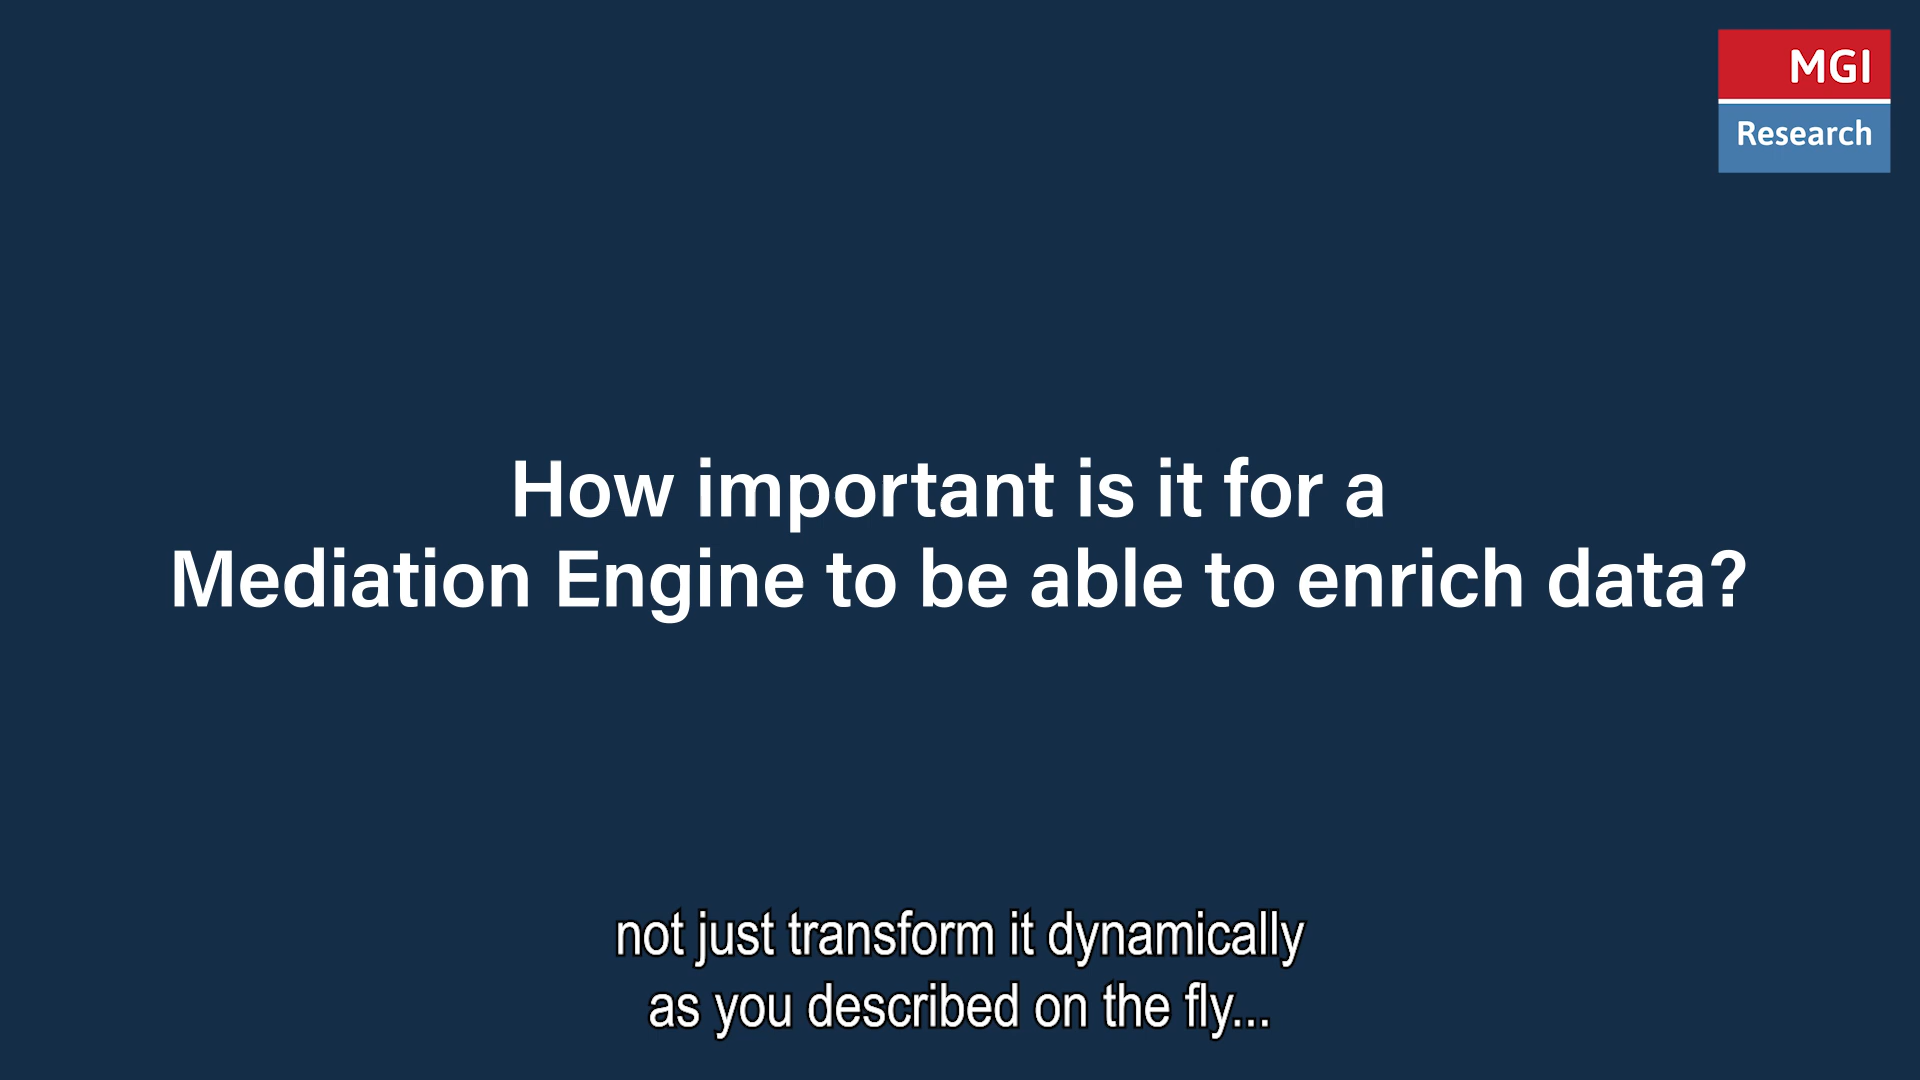 MGI
Research
How important is it for a
Mediation Engine to be able to enrich data?
not just transform it dynamically
as you described on the fly...